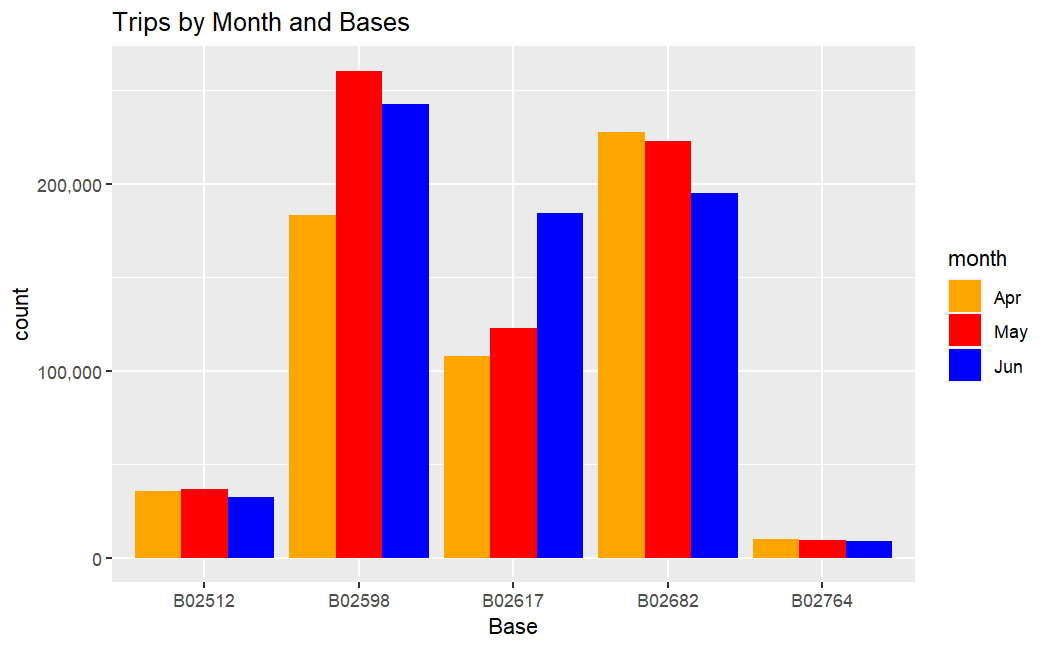 Trips by Month and Bases
200,000
100,000
0
count
B02512 B02598 B02617 B02682 B02764
Base
month
Apr
May
Jun